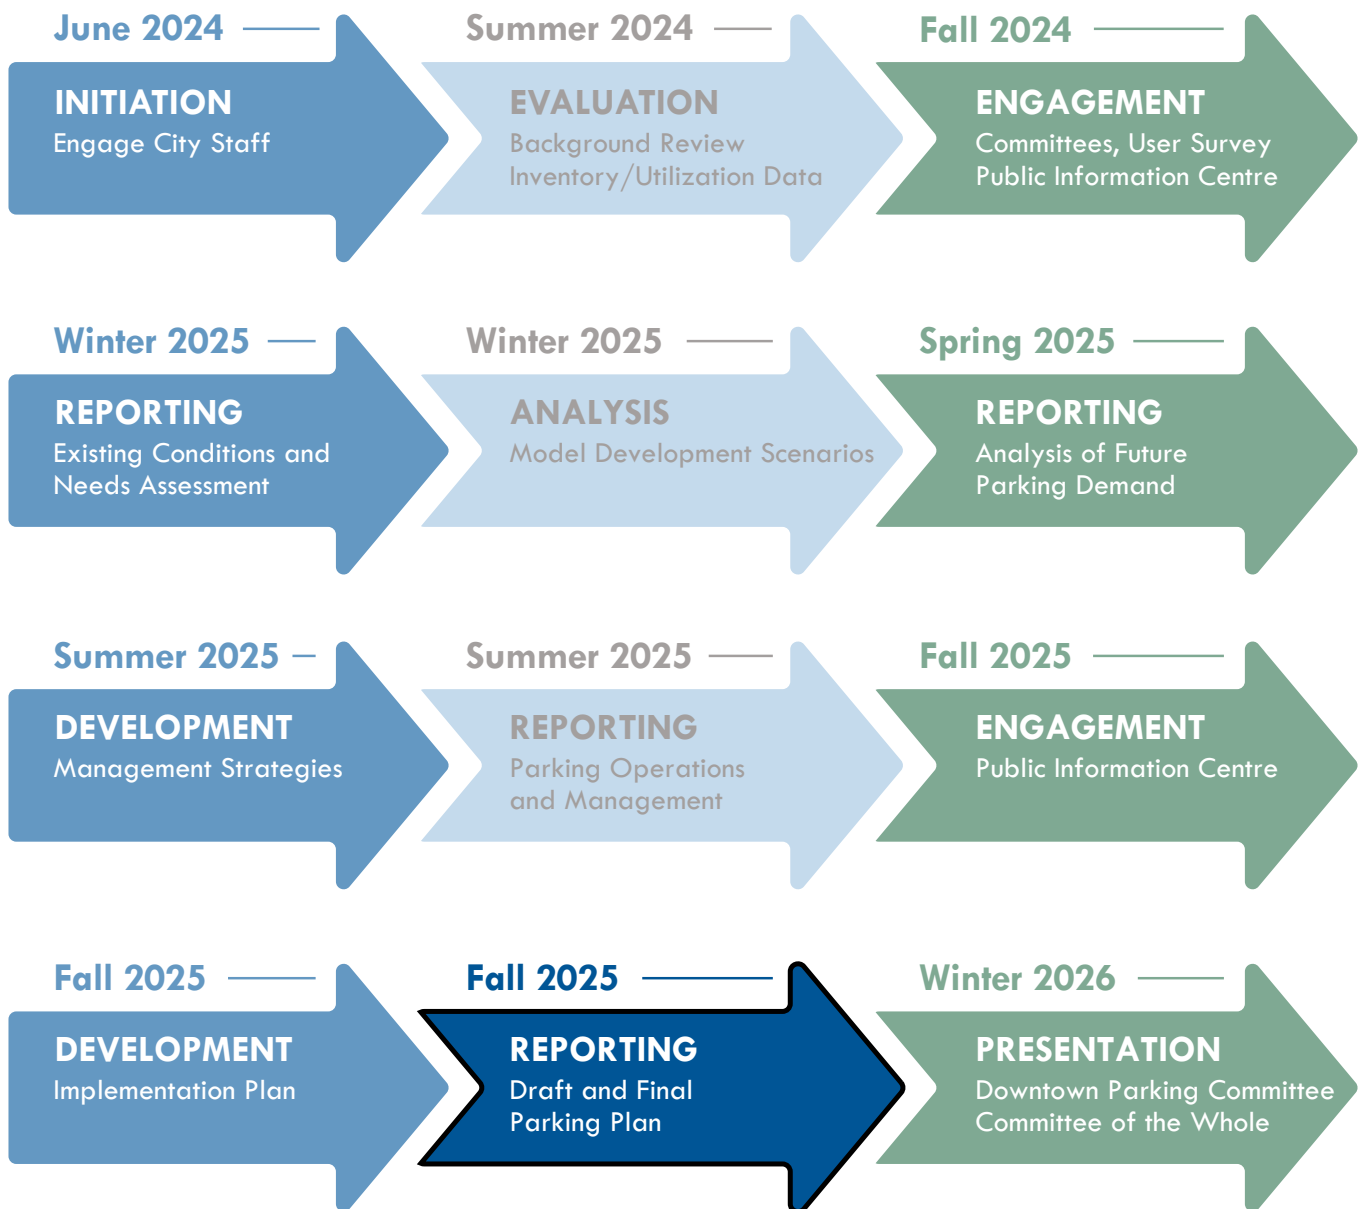 June 2024
INITIATION
Engage City Staff
Summer 2024
EVALUATION
Background Review
Inventory/Utilization Data
Fall 2024
ENGAGEMENT
Committees, User Survey
Public Information Centre
Winter 2025
REPORTING
Existing Conditions and
Needs Assessment
Winter 2025
ANALYSIS
Model Development Scenarios
Spring 2025
REPORTING
Analysis of Future
Parking Demand
Summer 2025
DEVELOPMENT
Management Strategies
Summer 2025
REPORTING
Parking Operations
and Management
Fall 2025
ENGAGEMENT
Public Information Centre
Fall 2025
DEVELOPMENT
Implementation Plan
Fall 2025
REPORTING
Draft and Final
Parking Plan
Winter 2026
PRESENTATION
Downtown Parking Committee
Committee of the Whole